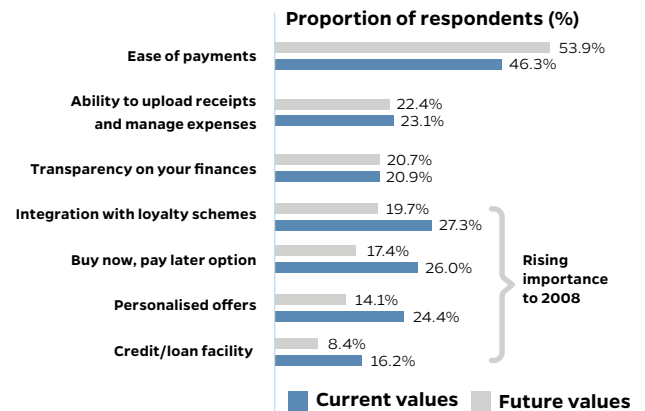 Proportion of respondents (%)
Ease of payments
53.9%
46.3%
Ability to upload receipts
and manage expenses
22.4%
23.1%
Transparency on your finances
20.7%
20.9%
Integration with loyalty schemes
19.7%
27.3%
Buy now, pay later option
17.4%
26.0%
Personalised offers
14.1%
24.4%
Credit/loan facility
8.4%
16.2%
Rising
importance
to 2008
Current values
Future values